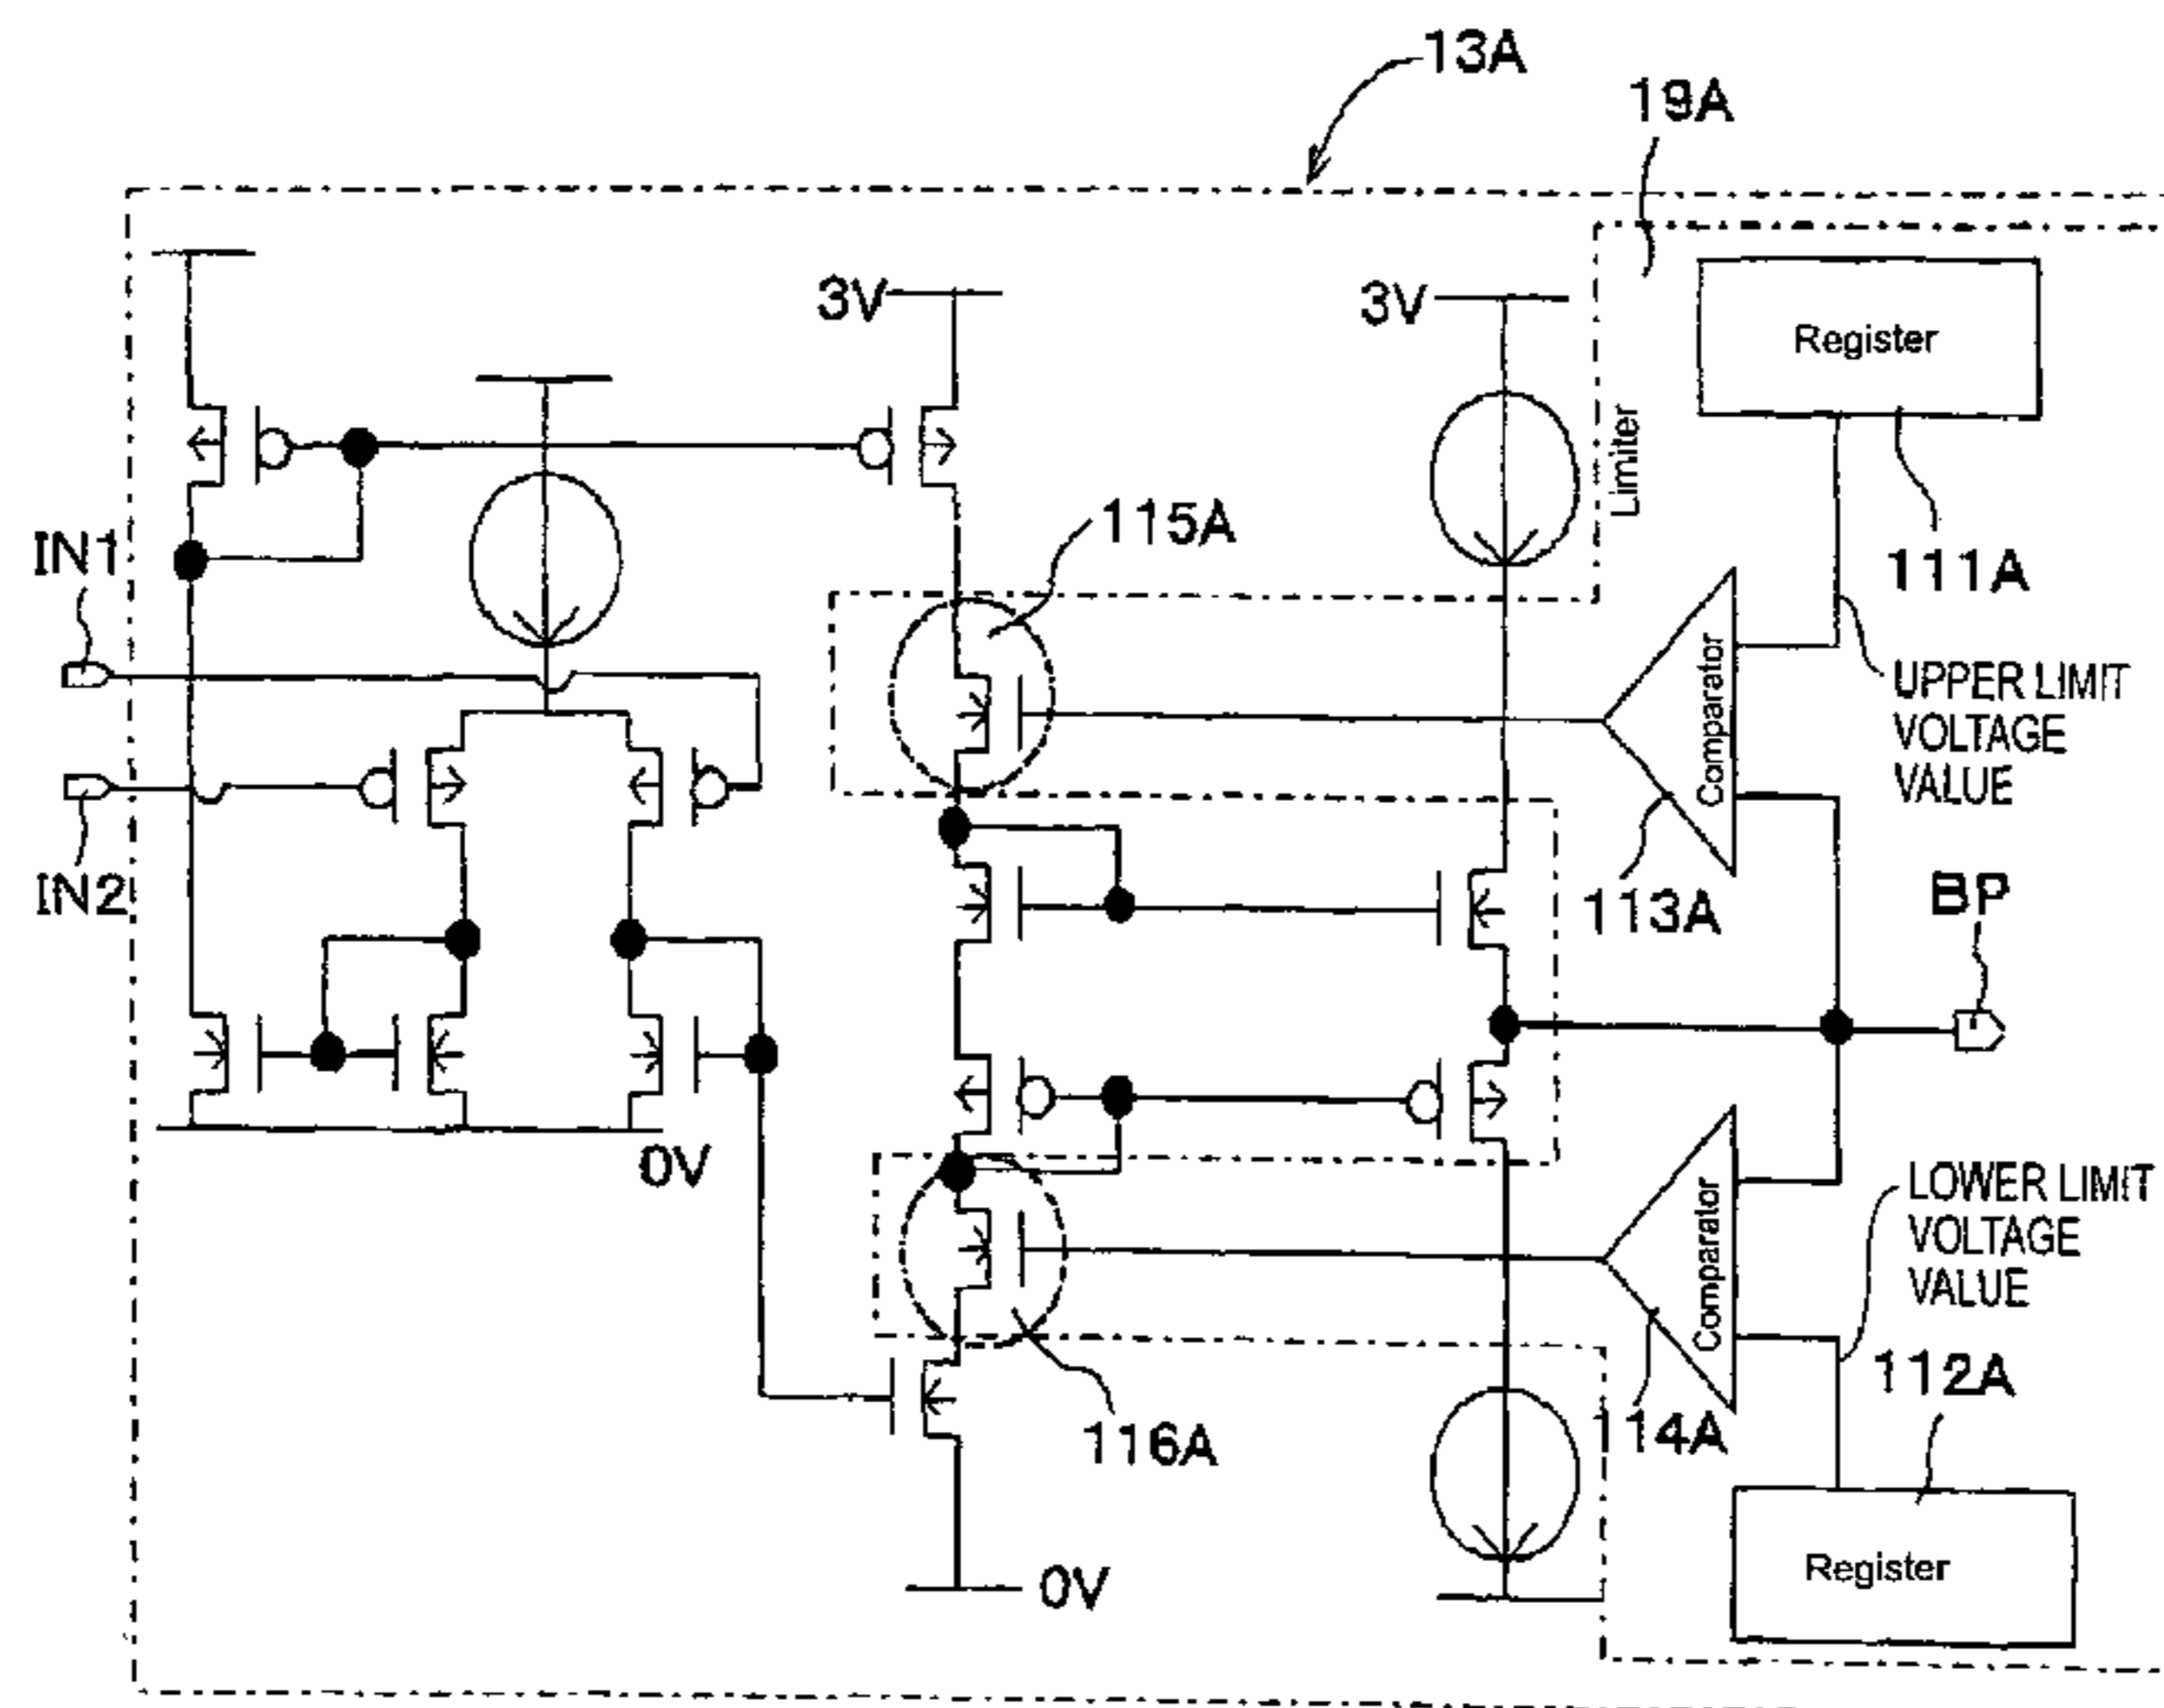 13A
19A
3V
3V
Register
Limiter
115A
IN1
111A
Comparator
UPPER LIMIT
VOLTAGE
VALUE
IN2
113A
BP
0V
Comparator
LOWER LIMIT
VOLTAGE
VALUE
112A
116A
114A
Register
0V